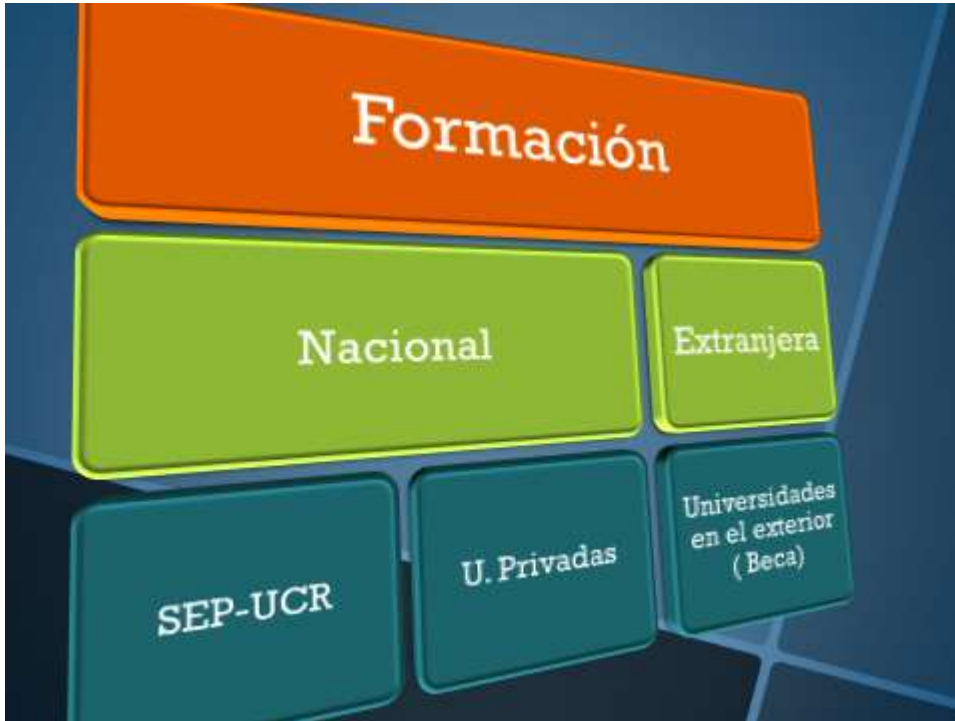 Formación
Nacional
Extranjera
SEP-UCR
U. Privadas
Universidades
en el exterior
( Beca)